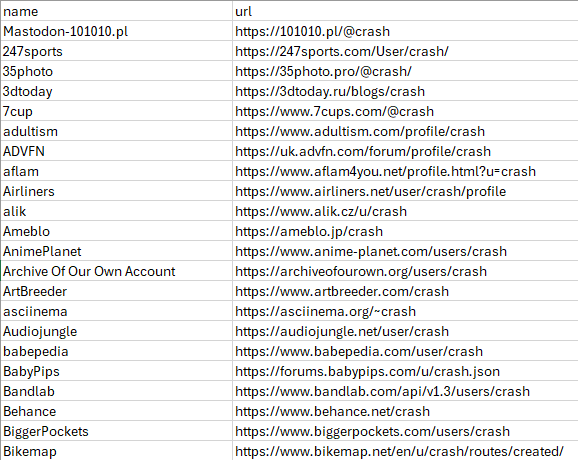 name url
Mastodon-101010.pl https://101010.pl/@crash
247sports https://247sports.com/User/crash/
35photo https://35photo.pro/@crash/
3dtoday https://3dtoday.ru/blogs/crash
7cup https://www.7cups.com/@crash
adultism https://www.adultism.com/profile/crash
ADVFN https://uk.advfn.com/forum/profile/crash
aflam https://www.aflam4you.net/profile.html?u=crash
Airliners https://www.airliners.net/user/crash/profile
alik https://www.alik.cz/u/crash
Ameblo https://ameblo.jp/crash
AnimePlanet https://www.anime-planet.com/users/crash
Archive Of Our Own Account https://archiveofourown.org/users/crash
ArtBreeder https://www.artbreeder.com/crash
asciinema https://asciinema.org/~crash
Audiojungle https://audiojungle.net/user/crash
babepedia https://www.babepedia.com/user/crash
BabyPips https://forums.babypips.com/u/crash.json
Bandlab https://www.bandlab.com/api/v1.3/users/crash
Behance https://www.behance.net/crash
BiggerPockets https://www.biggerpockets.com/users/crash
Bikemap https://www.bikemap.net/en/u/crash/routes/created/